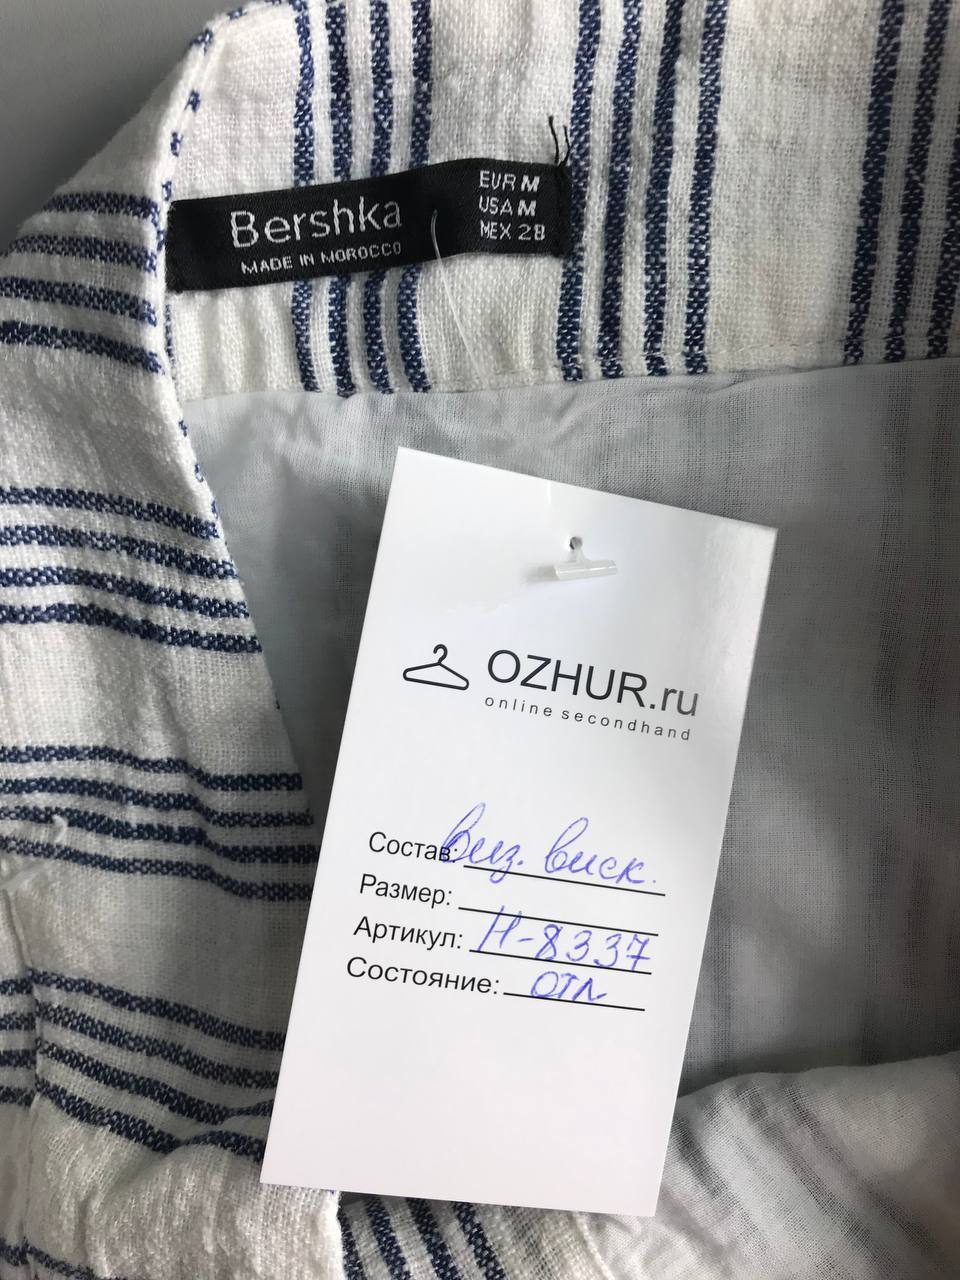 Bershka
MADE IN MOROCCO
EUR M
USA M
MEX 28
OZHUR.ru
online secondhand
Состав: Виз. виск.
Размер:
Артикул: H-8337
Состояние: отл